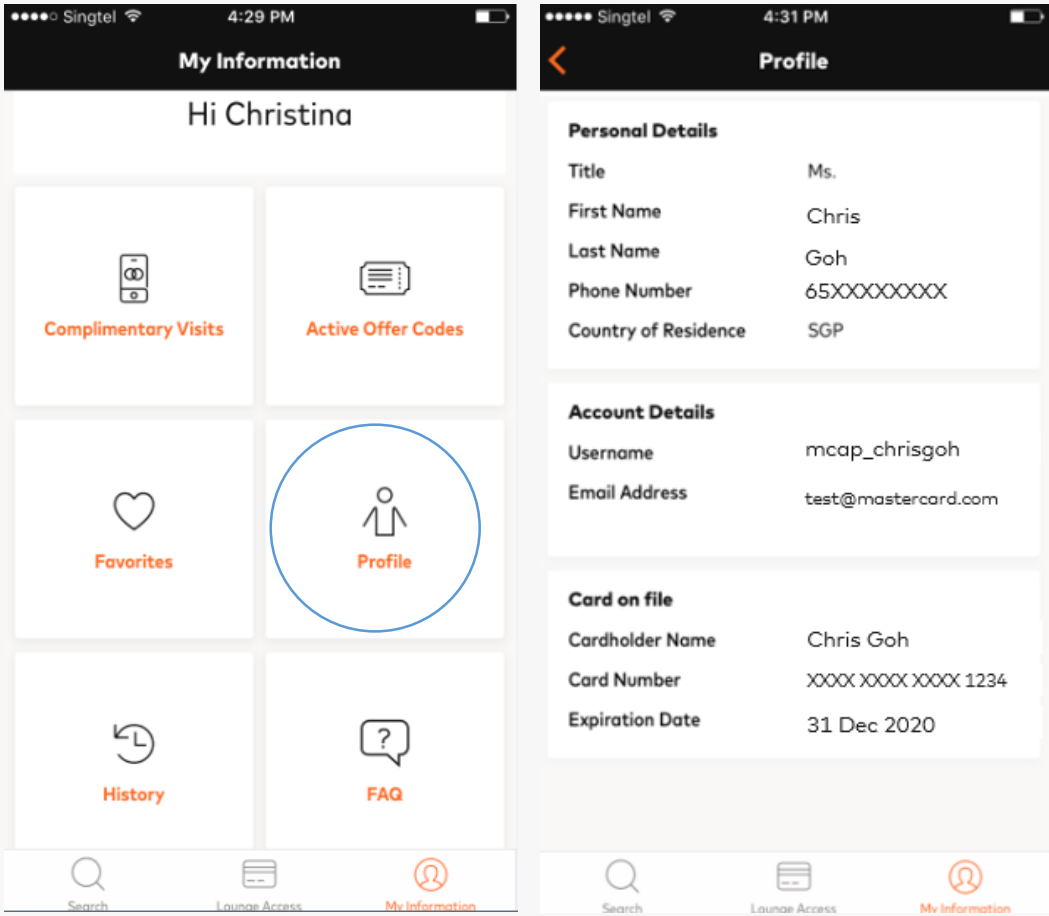 Singtel 4:29 PM
My Information
Hi Christina
Complimentary Visits
Active Offer Codes
Favorites
Profile
History
? FAQ
Search
Lounge Access
My Information
Singtel 4:31 PM
Profile
Personal Details
Title Ms.
First Name Chris
Last Name Goh
Phone Number 65XXXXXXXX
Country of Residence SGP
Account Details
Username mcap_chrisgoh
Email Address test@mastercard.com
Card on file
Cardholder Name Chris Goh
Card Number XXXX XXXX XXXX 1234
Expiration Date 31 Dec 2020
Search
Lounge Access
My Information